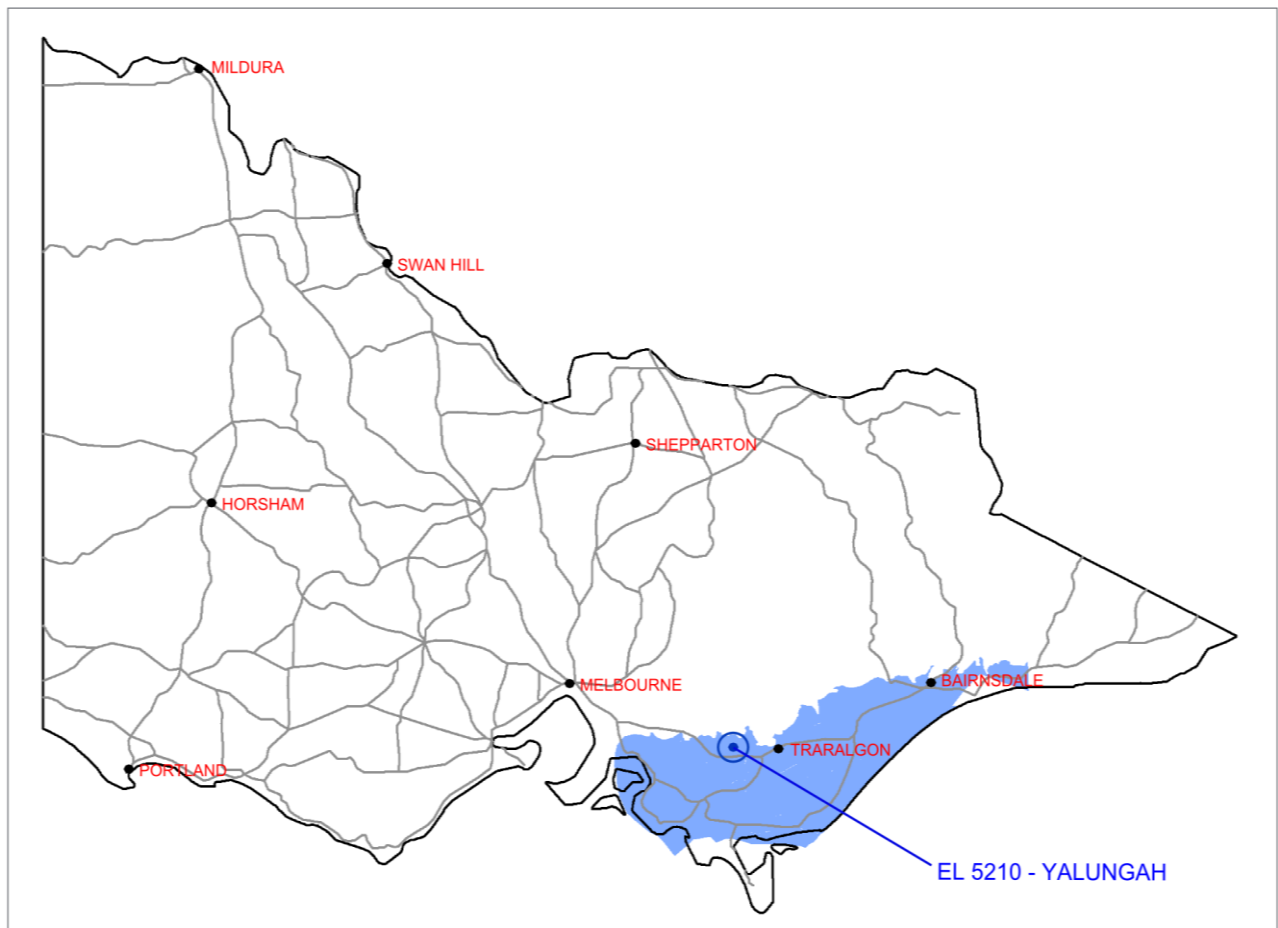 MILDURA
SWAN HILL
SHEPPARTON
HORSHAM
MELBOURNE
BAIRNSDALE
TRARALGON
PORTLAND
EL 5210 - YALUNGAH